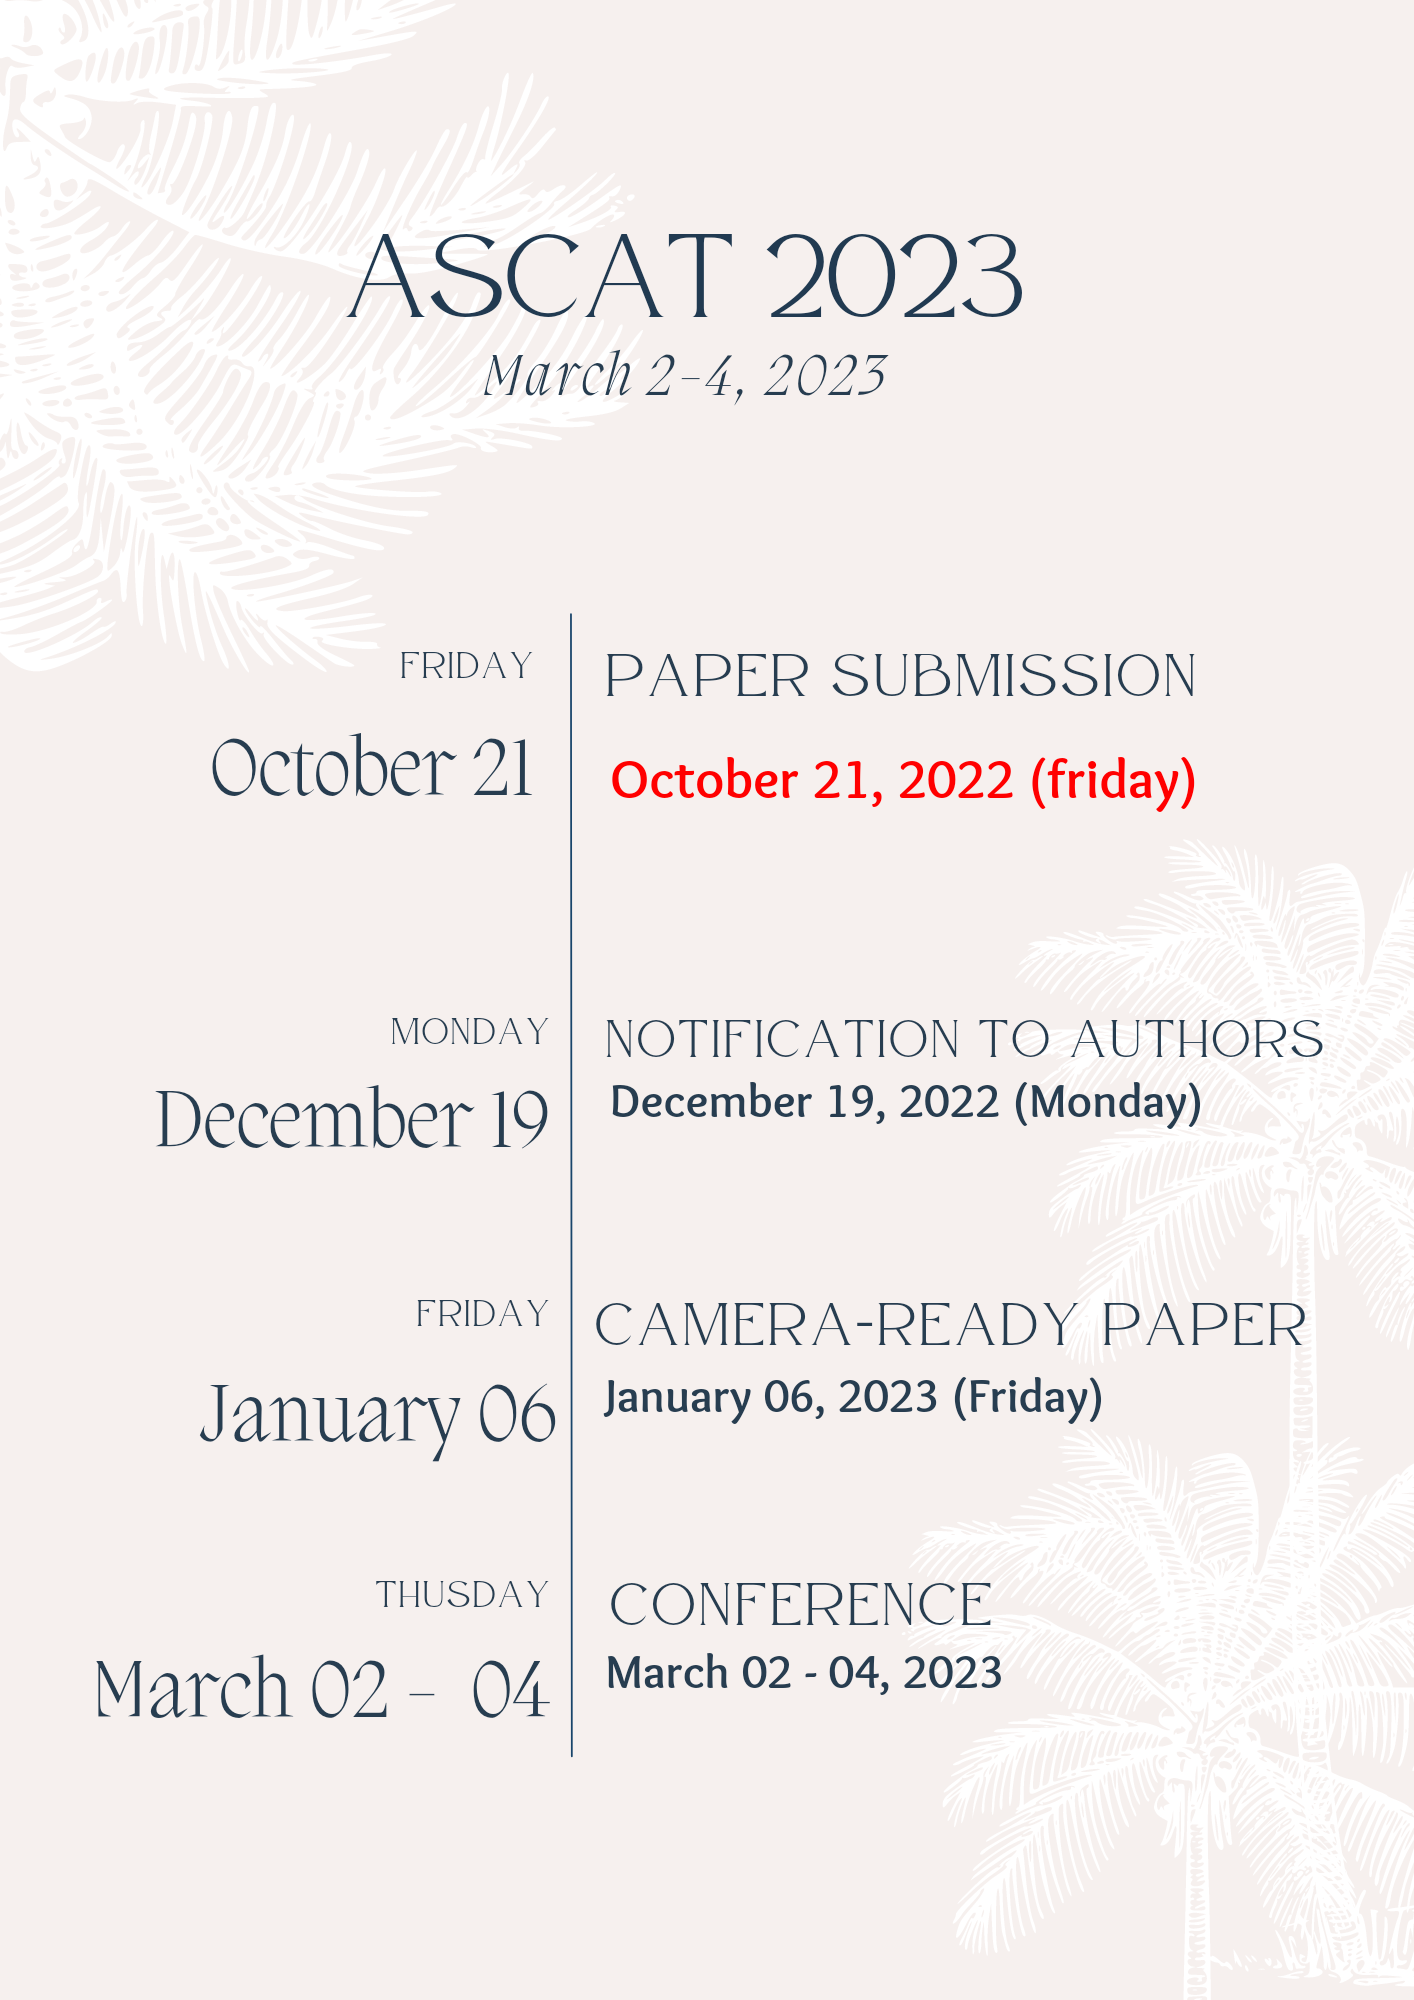 ASCAT 2023
March 2-4, 2023
FRIDAY
October 21
PAPER SUBMISSION
October 21, 2022 (friday)
MONDAY
December 19
NOTIFICATION TO AUTHORS
December 19, 2022 (Monday)
FRIDAY
January 06
CAMERA-READY PAPER
January 06, 2023 (Friday)
THUSDAY
March 02 - 04
CONFERENCE
March 02 - 04, 2023